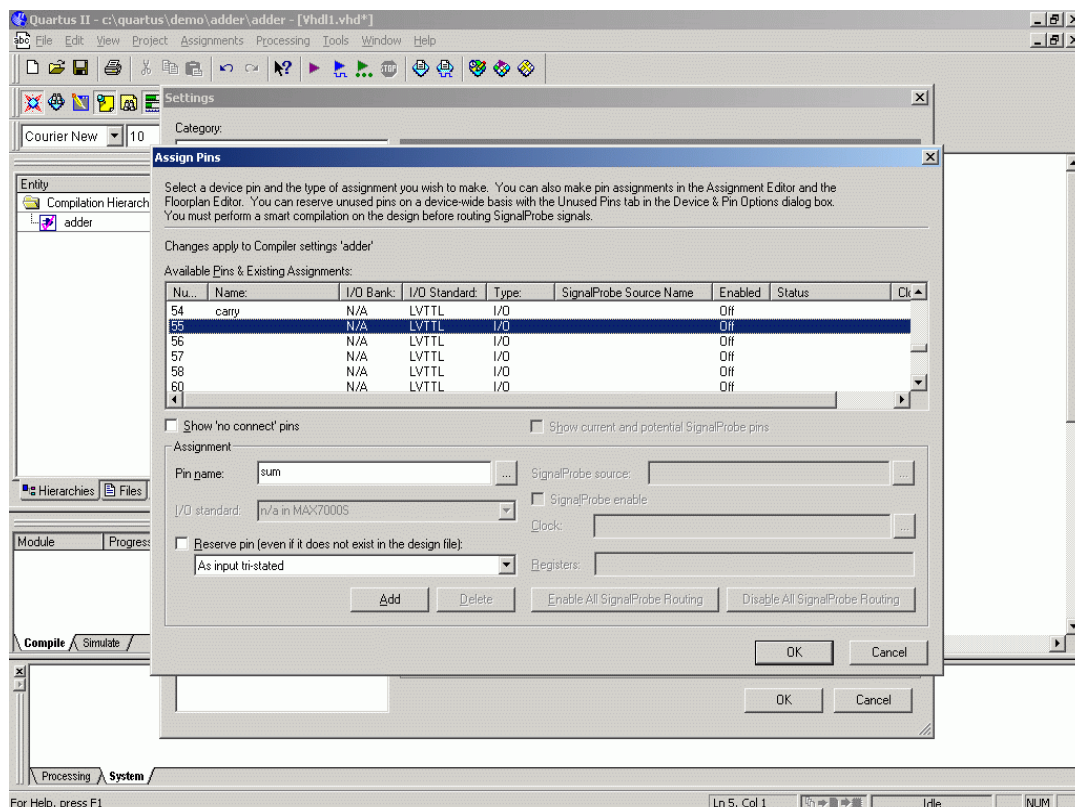 Quartus II - c:\quartus\demo\adder\adder - [Vhdl1.vhd*]
File Edit View Project Assignments Processing Tools Window Help
Settings
Courier New 10
Category:
Assign Pins
Select a device pin and the type of assignment you wish to make. You can also make pin assignments in the Assignment Editor and the
Floorplan Editor. You can reserve unused pins on a device-wide basis with the Unused Pins tab in the Device & Pin Options dialog box.
You must perform a smart compilation on the design before routing SignalProbe signals.
Entity
Compilation Hierarch
adder
Changes apply to Compiler settings 'adder'
Available Pins & Existing Assignments:
Nu... Name: I/O Bank: I/O Standard: Type: SignalProbe Source Name Enabled Status Clo
54 carry N/A LVTTL I/O Off
55 N/A LVTTL I/O Off
56 N/A LVTTL I/O Off
57 N/A LVTTL I/O Off
58 N/A LVTTL I/O Off
60 N/A LVTTL I/O Off
Show 'no connect' pins Show current and potential SignalProbe pins
Assignment
Pin name: sum ... SignalProbe source: ...
SignalProbe enable
I/O standard: n/a in MAX7000S
Clock: ...
Reserve pin (even if it does not exist in the design file):
As input tri-stated
Registers:
Add Delete Enable All SignalProbe Routing Disable All SignalProbe Routing
OK Cancel
Hierarchies Files
Module Progress
Compile Simulate
OK Cancel
Processing System
For Help, press F1 Ln 5, Col 1 Idle NUM